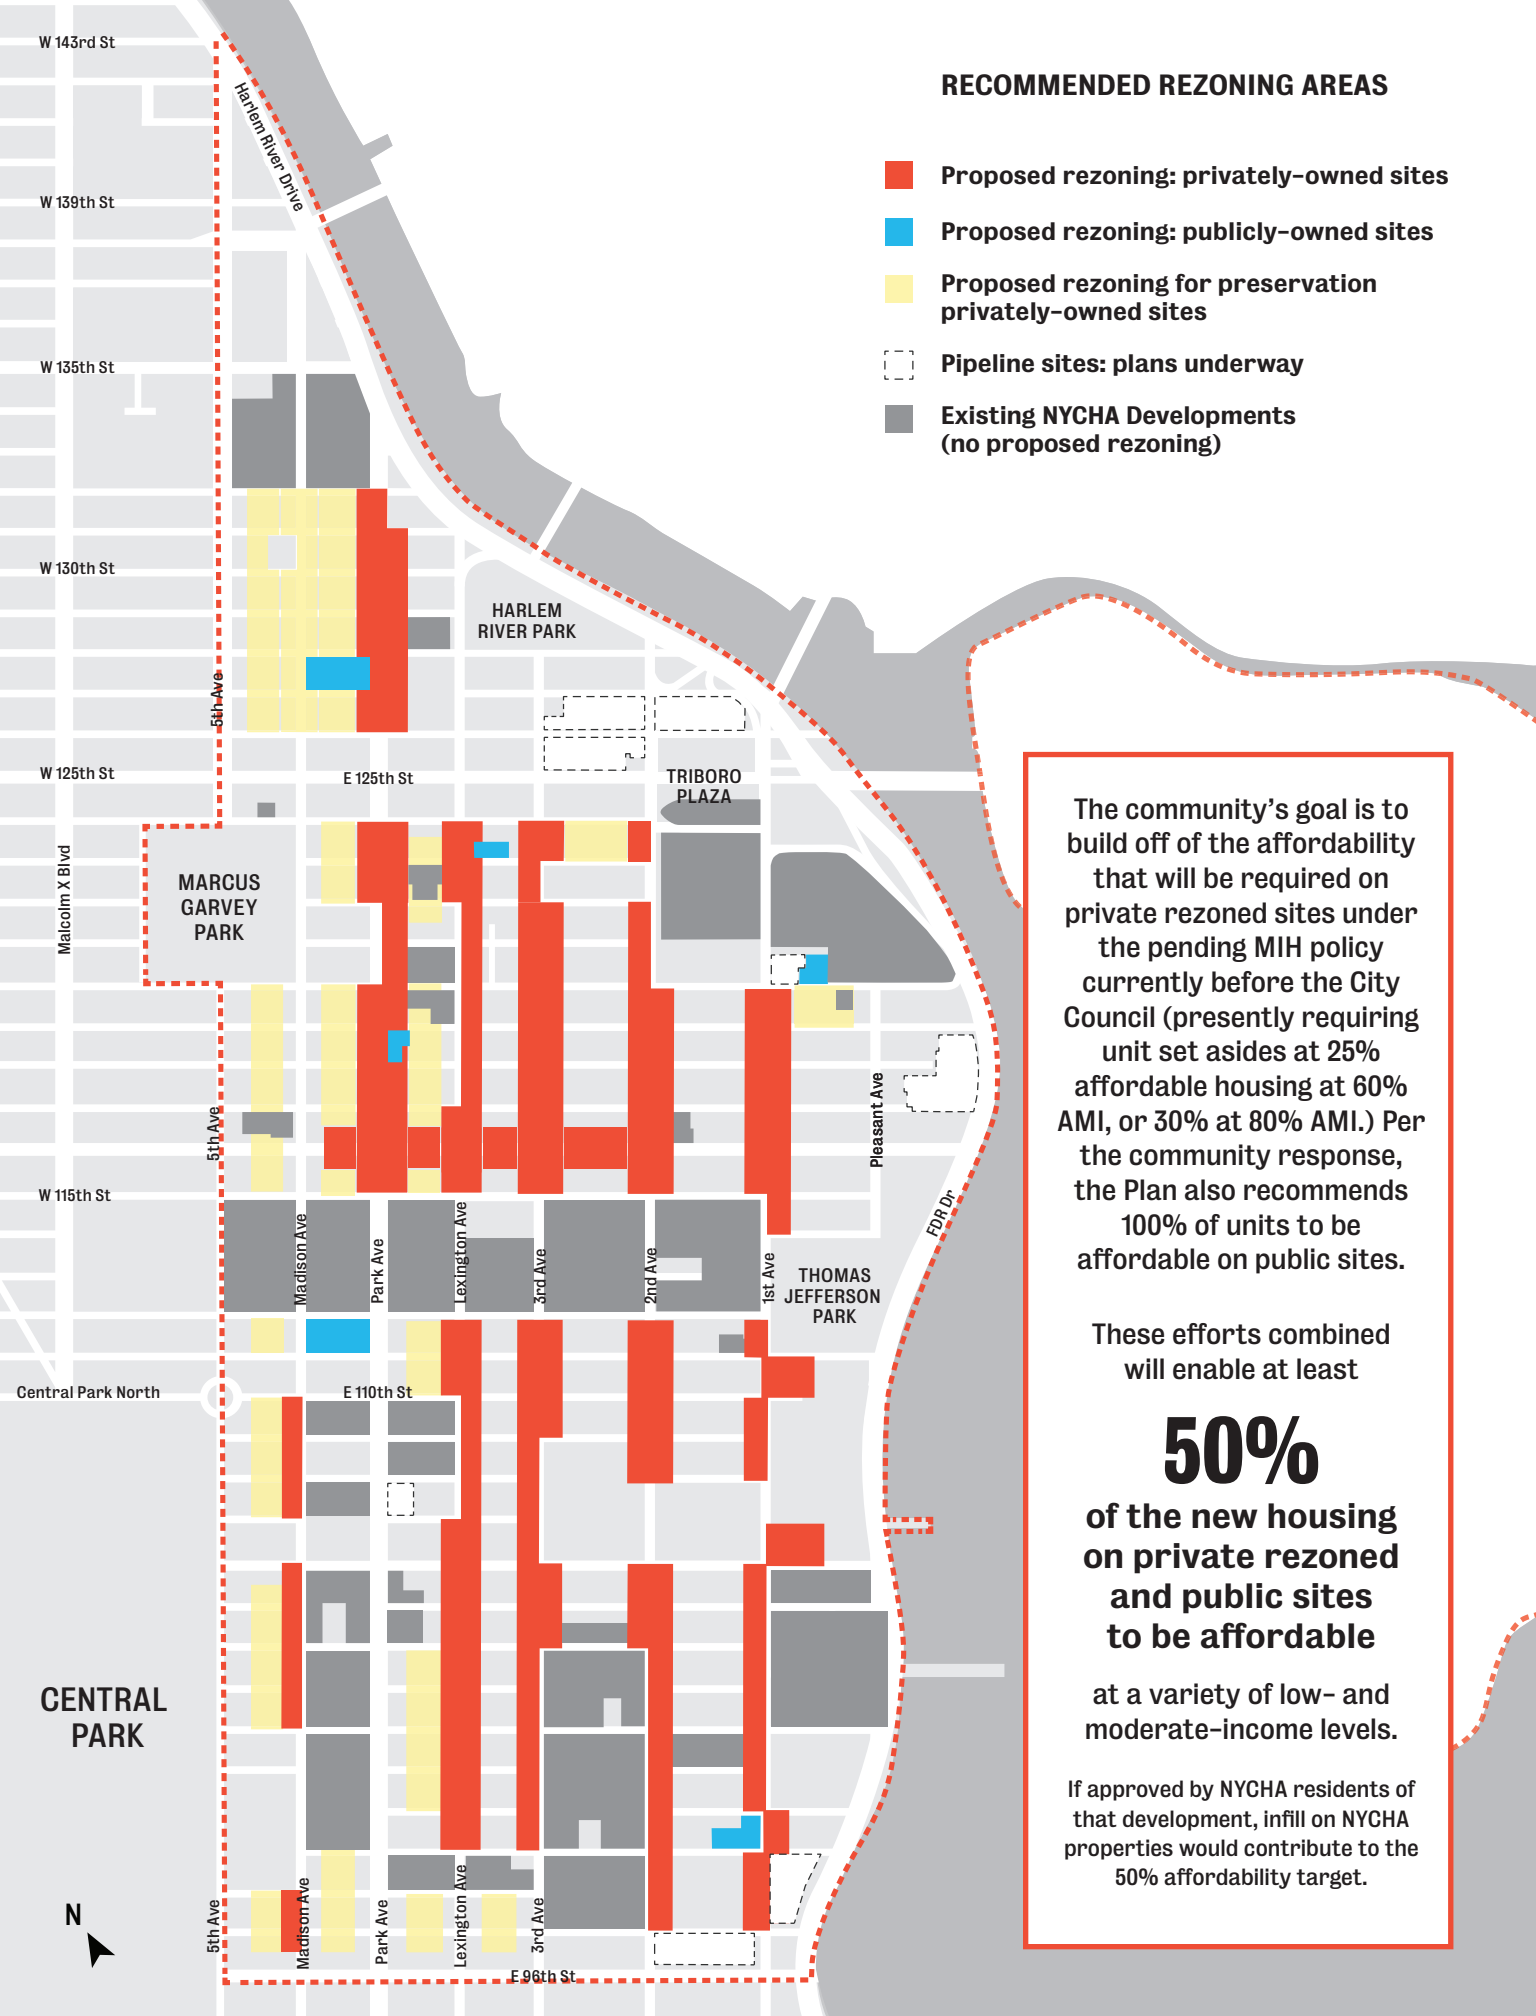 RECOMMENDED REZONING AREAS
Proposed rezoning: privately-owned sites
Proposed rezoning: publicly-owned sites
Proposed rezoning for preservation
privately-owned sites
Pipeline sites: plans underway
Existing NYCHA Developments
(no proposed rezoning)
W 143rd St
Harlem River Drive
W 139th St
W 135th St
W 130th St
HARLEM
RIVER PARK
5th Ave
W 125th St
E 125th St
TRIBORO
PLAZA
Malcolm X Blvd
MARCUS
GARVEY
PARK
5th Ave
Pleasant Ave
W 115th St
FDR Dr
Madison Ave
Park Ave
Lexington Ave
3rd Ave
2nd Ave
1st Ave
THOMAS
JEFFERSON
PARK
Central Park North
E 110th St
CENTRAL
PARK
N
5th Ave
Madison Ave
Park Ave
Lexington Ave
3rd Ave
E 96th St
The community's goal is to
build off of the affordability
that will be required on
private rezoned sites under
the pending MIH policy
currently before the City
Council (presently requiring
unit set asides at 25%
affordable housing at 60%
AMI, or 30% at 80% AMI.) Per
the community response,
the Plan also recommends
100% of units to be
affordable on public sites.
These efforts combined
will enable at least
50%
of the new housing
on private rezoned
and public sites
to be affordable
at a variety of low- and
moderate-income levels.
If approved by NYCHA residents of
that development, infill on NYCHA
properties would contribute to the
50% affordability target.